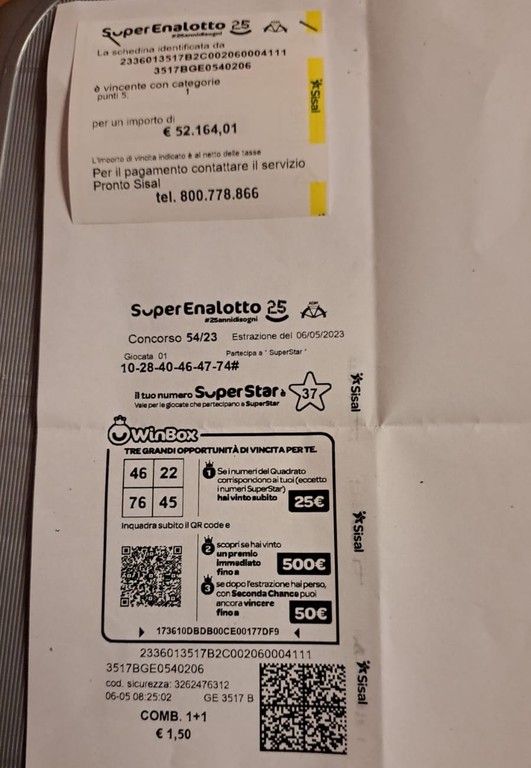 SuperEnalotto 25
#25annidisogni
La schedina identificata da
2336013517B2C002060004111
3517BGE0540206
è vincente con categorie
punti 5: 1
per un importo di
€ 52.164,01
L'importo di vincita indicato è al netto delle tasse
Per il pagamento contattare il servizio
Pronto Sisal
tel. 800.778.866
Sisal
SuperEnalotto 25
#25annidisogni
Concorso 54/23 Estrazione del 06/05/2023
Giocata 01 Partecipa a "SuperStar"
10-28-40-46-47-74#
il tuo numero SuperStar è 37
Vale per le giocate che partecipano a SuperStar
Sisal
WinBox
TRE GRANDI OPPORTUNITÀ DI VINCITA PER TE.
46 22
76 45
1 Se i numeri del Quadrato
corrispondono ai tuoi (eccetto
i numeri SuperStar)
hai vinto subito 25€
Inquadra subito il QR code e
2 scopri se hai vinto
un premio
immediato
fino a 500€
3 se dopo l'estrazione hai perso,
con Seconda Chance puoi
ancora vincere
fino a 50€
173610DBDB00CE00177DF9
Sisal
2336013517B2C002060004111
3517BGE0540206
cod. sicurezza: 3262476312
06-05 08:25:02 GE 3517 B
COMB. 1+1
€ 1,50
Sisal